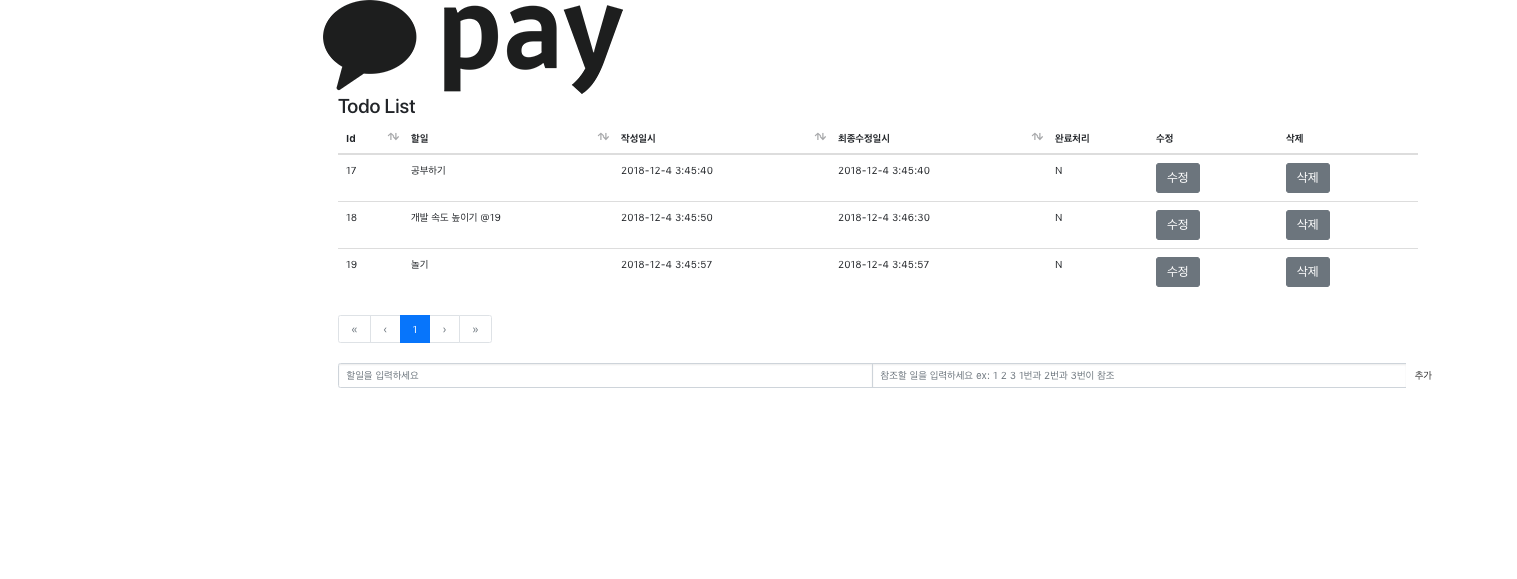 pay
Todo List
Id 할일 작성일시 최종수정일시 완료처리 수정 삭제
17 공부하기 2018-12-4 3:45:40 2018-12-4 3:45:40 N 수정 삭제
18 개발 속도 높이기 @19 2018-12-4 3:45:50 2018-12-4 3:46:30 N 수정 삭제
19 놀기 2018-12-4 3:45:57 2018-12-4 3:45:57 N 수정 삭제
« ‹ 1 › »
할일을 입력하세요 참조할 일을 입력하세요 ex: 1 2 3 1번과 2번과 3번이 참조 추가